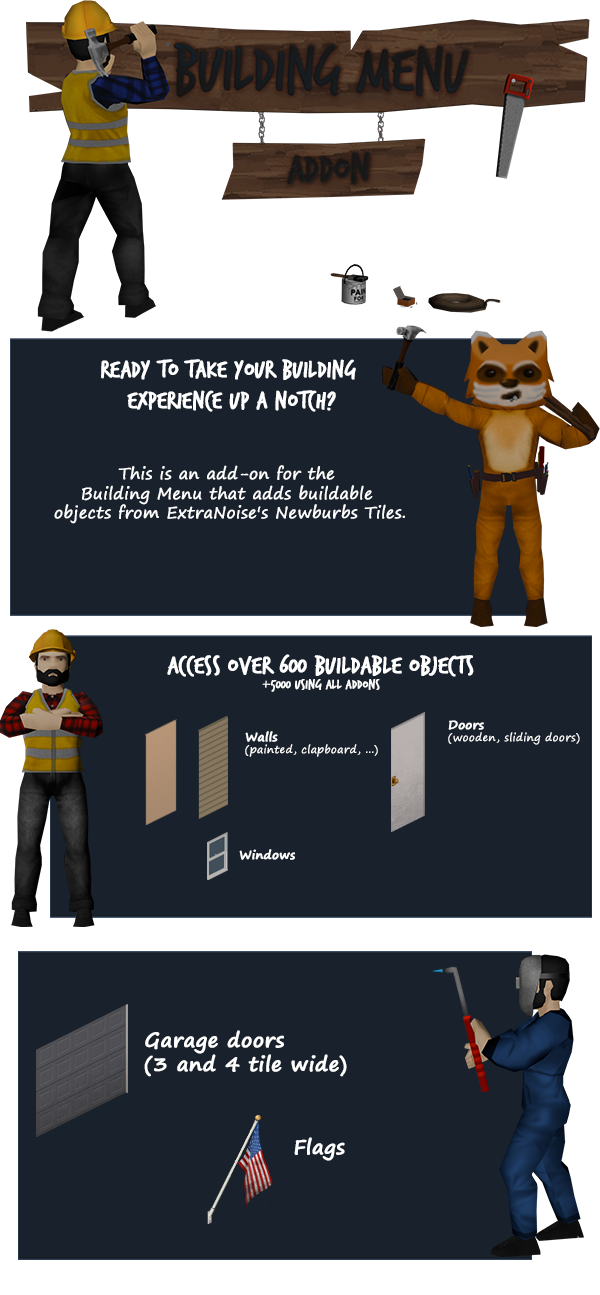 BUILDING MENU
ADDON
PAIN
FOR
READY TO TAKE YOUR BUILDING
EXPERIENCE UP A NOTCH?
This is an add-on for the
Building Menu that adds buildable
objects from ExtraNoise's Newburbs Tiles.
ACCESS OVER 600 BUILDABLE OBJECTS
+5000 USING ALL ADDONS
Walls
(painted, clapboard, ...)
Doors
(wooden, sliding doors)
Windows
Garage doors
(3 and 4 tile wide)
Flags